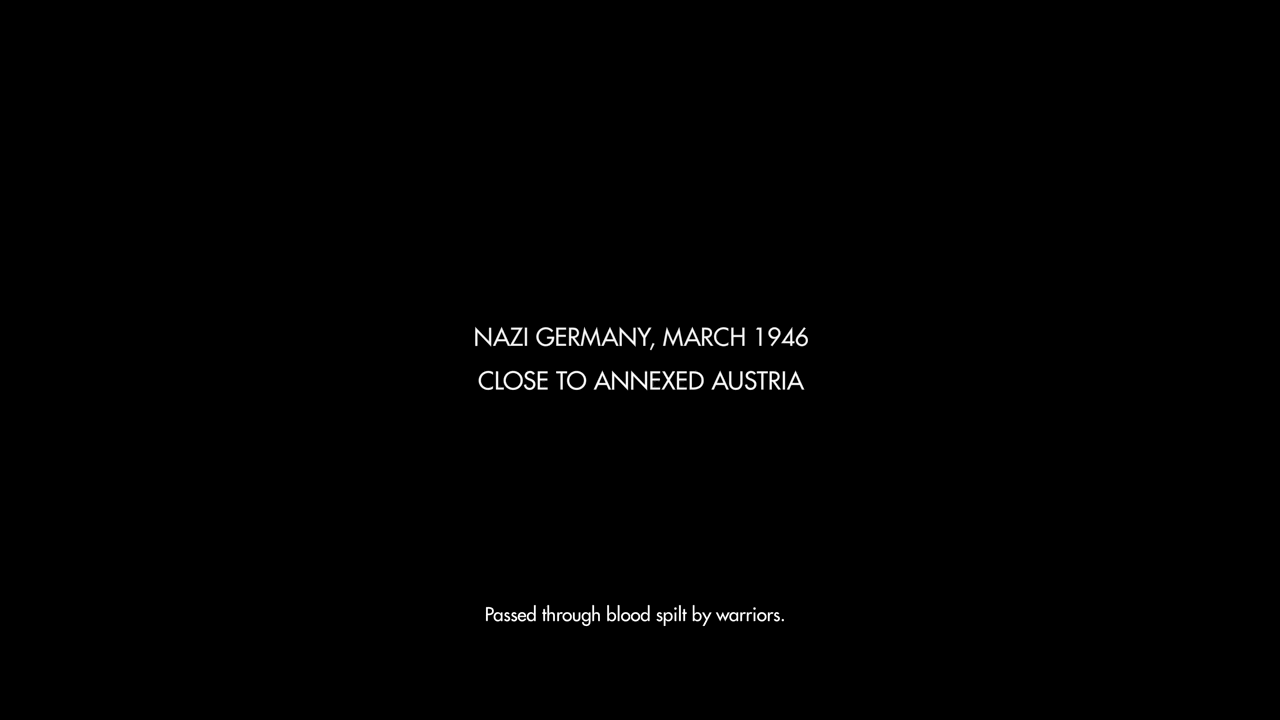 NAZI GERMANY, MARCH 1946
CLOSE TO ANNEXED AUSTRIA
Passed through blood spilt by warriors.